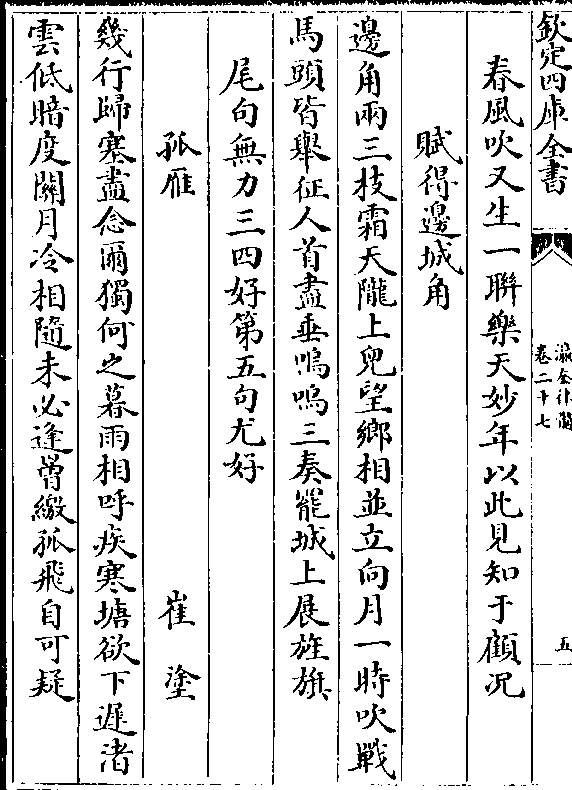 欽定四庫全書
瀛奎律髓
卷二十七
五
春風吹又生一聯樂天妙年以此見知于顧况
賦得邊城角
邊角兩三枝霜天隴上兒望鄉相並立向月一時吹戰
馬頭皆舉征人首盡垂嗚嗚三奏罷城上展旌旗
尾句無力三四好第五句尤好
孤雁
崔塗
幾行歸塞盡念爾獨何之暮雨相呼疾寒塘欲下遲渚
雲低暗度關月冷相隨未必逢矰繳孤飛自可疑